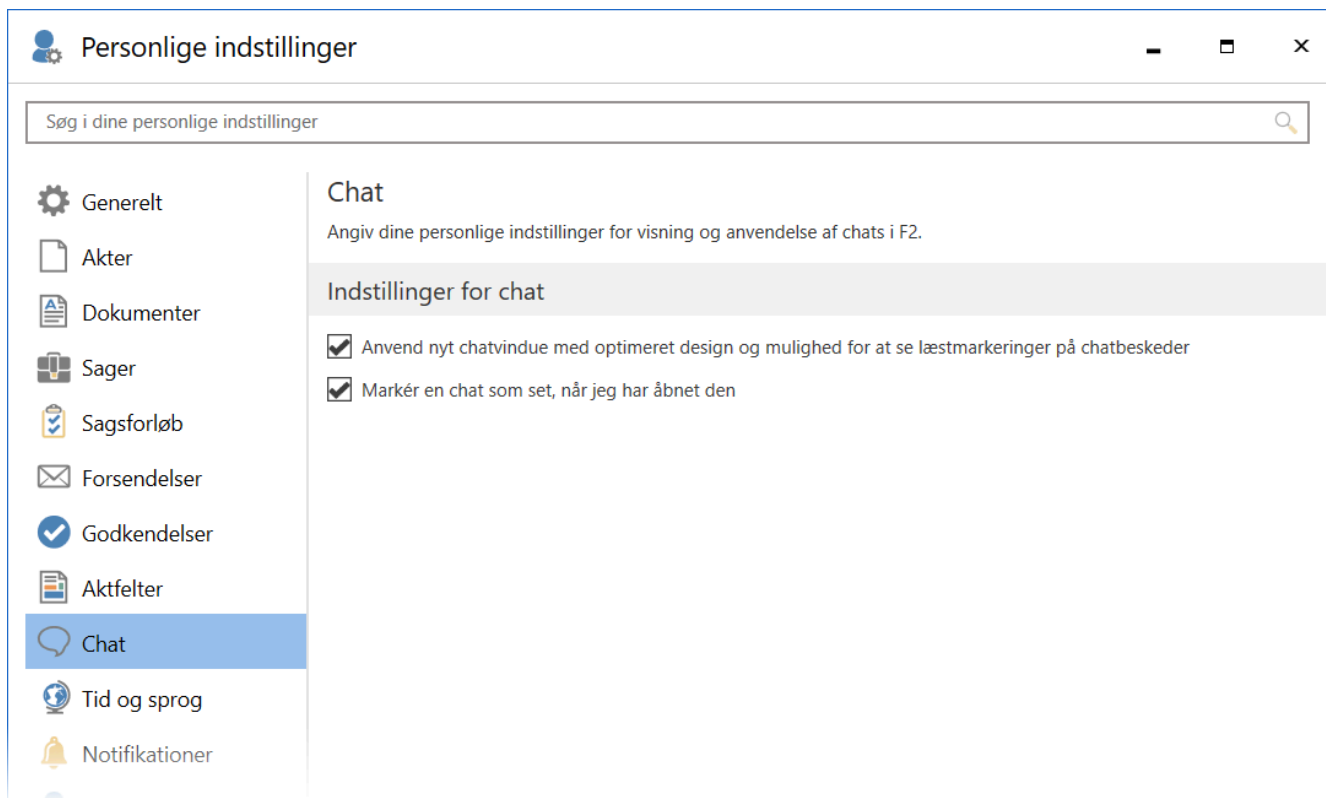 Personlige indstillinger
Søg i dine personlige indstillinger
Generelt
Akter
Dokumenter
Sager
Sagsforløb
Forsendelser
Godkendelser
Aktfelter
Chat
Tid og sprog
Notifikationer
Chat
Angiv dine personlige indstillinger for visning og anvendelse af chats i F2.
Indstillinger for chat
Anvend nyt chatvindue med optimeret design og mulighed for at se læstmarkeringer på chatbeskeder
Markér en chat som set, når jeg har åbnet den